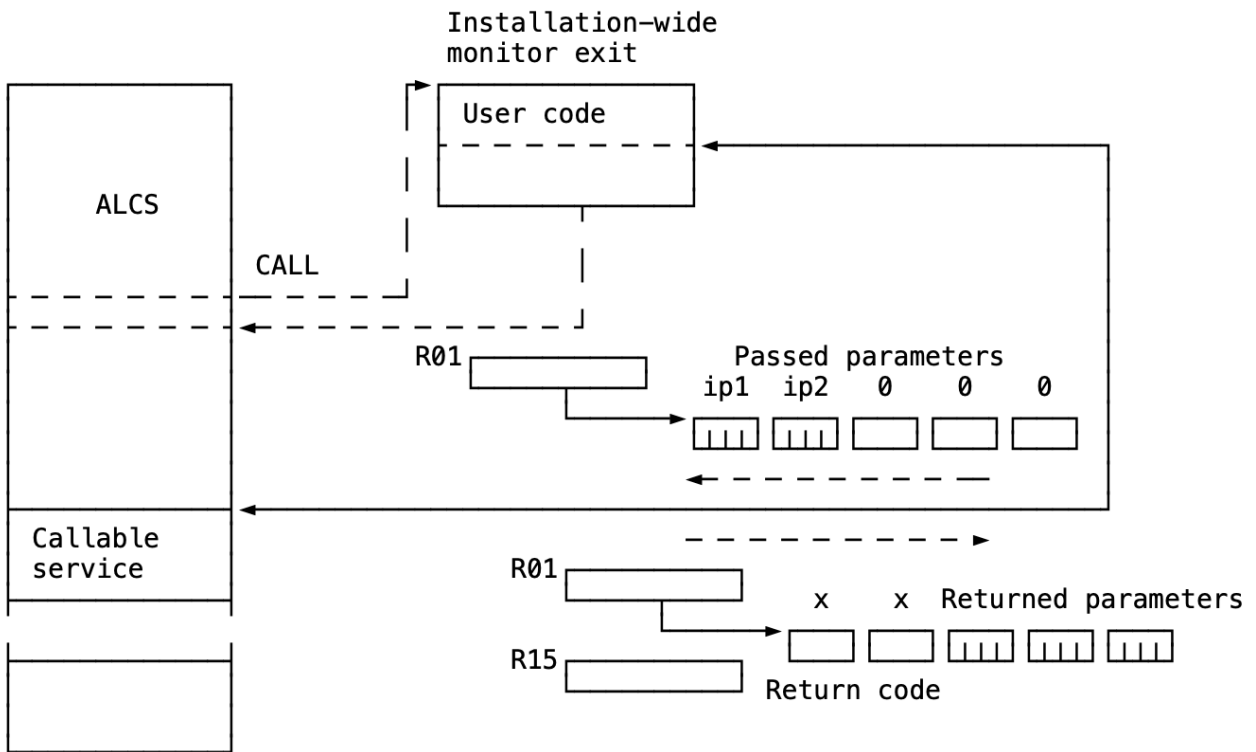 Installation-wide
monitor exit
User code
ALCS
CALL
R01
Passed parameters
ip1 ip2 0 0 0
Callable
service
R01
x x Returned parameters
R15
Return code